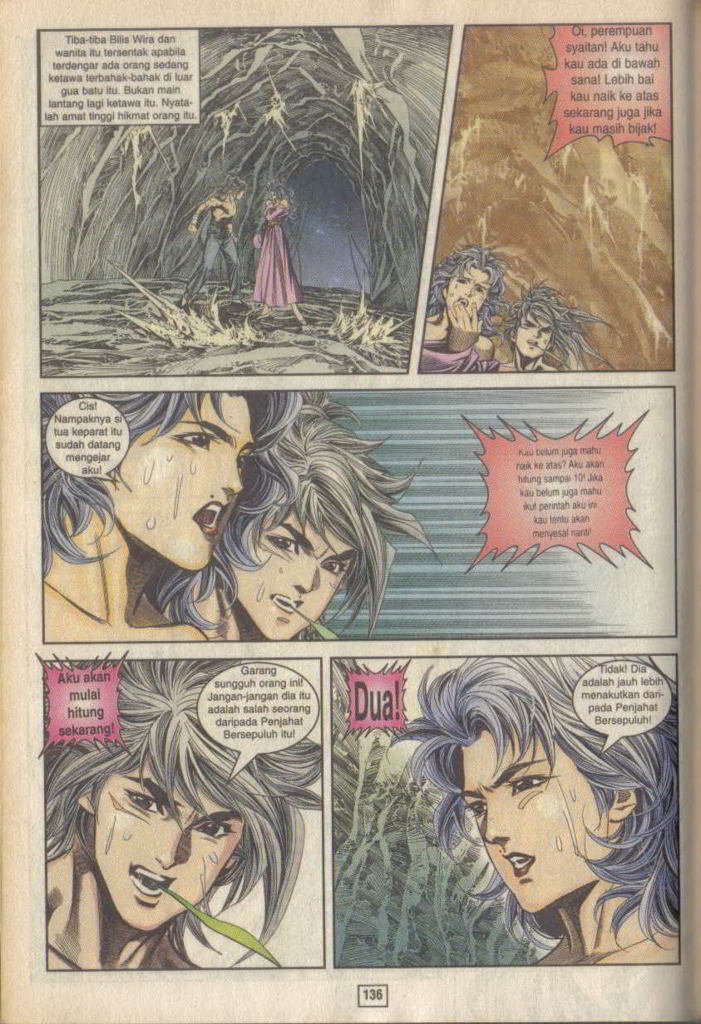 Tiba-tiba Bilis Wira dan
wanita itu tersentak apabila
terdengar ada orang sedang
ketawa terbahak-bahak di luar
gua batu itu. Bukan main
lantang lagi ketawa itu. Nyata-
lah amat tinggi hikmat orang itu.
Oi, perempuan
syaitan! Aku tahu
kau ada di bawah
sana! Lebih bai
kau naik ke atas
sekarang juga jika
kau masih bijak!
Cis!
Nampaknya si
tua keparat itu
sudah datang
mengejar
aku!
Kau belum juga mahu
naik ke atas? Aku akan
hitung sampai 10! Jika
kau belum juga mahu
ikut perintah aku ini
kau tentu akan
menyesal nanti!
Aku akan
mulai
hitung
sekarang!
Garang
sungguh orang ini!
Jangan-jangan dia itu
adalah salah seorang
daripada Penjahat
Bersepuluh itu!
Dua!
Tidak! Dia
adalah jauh lebih
menakutkan dari-
pada Penjahat
Bersepuluh!
136